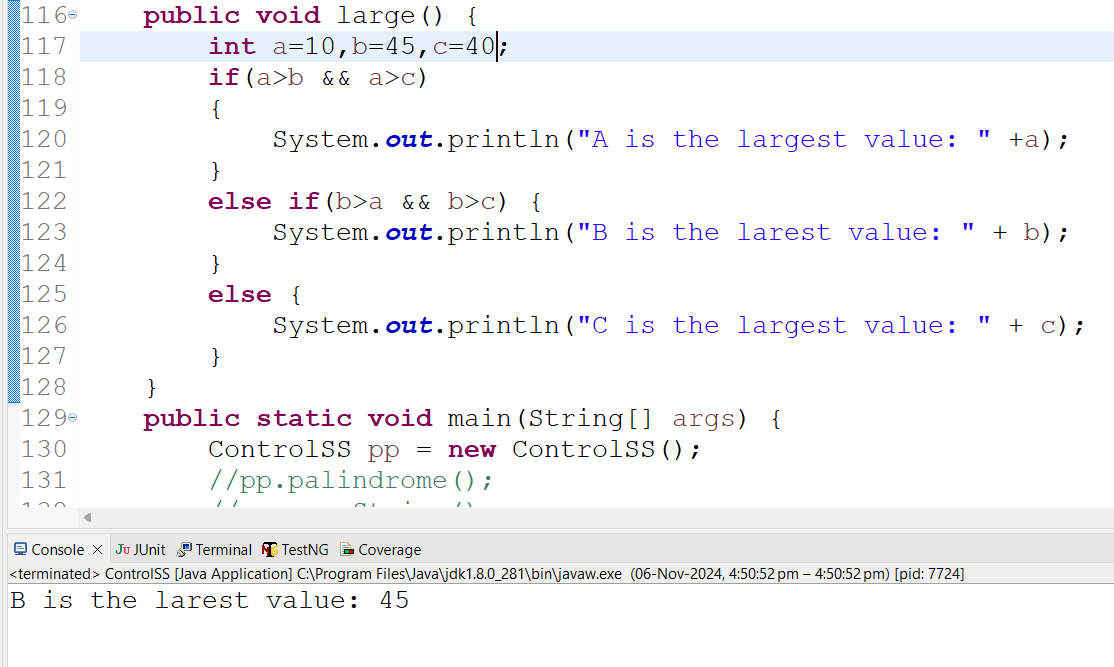 116 public void large() {
117 int a=10,b=45,c=40;
118 if(a>b && a>c)
119 {
120 System.out.println("A is the largest value: " +a);
121 }
122 else if(b>a && b>c) {
123 System.out.println("B is the larest value: " + b);
124 }
125 else {
126 System.out.println("C is the largest value: " + c);
127 }
128 }
129 public static void main(String[] args) {
130 ControlSS pp = new ControlSS();
131 //pp.palindrome();
Console JUnit Terminal TestNG Coverage
<terminated> ControlSS [Java Application] C:\Program Files\Java\jdk1.8.0_281\bin\javaw.exe (06-Nov-2024, 4:50:52 pm – 4:50:52 pm) [pid: 7724]
B is the larest value: 45